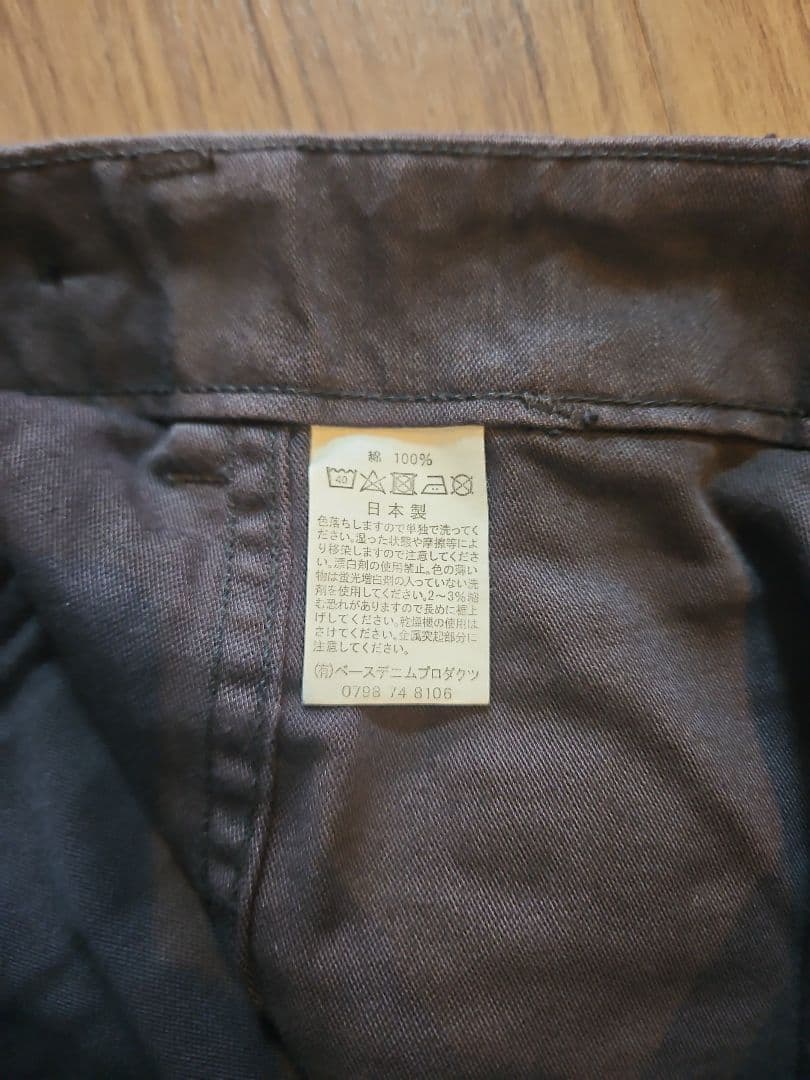 綿 100%
40
日本製
色落ちしますので単独で洗ってく
ださい。湿った状態や摩擦等によ
り移染しますので注意してくださ
い。漂白剤の使用禁止。色の薄い
物は蛍光増白剤の入っていない洗
剤を使用してください。2～3%縮
む恐れがありますので長めに裾上
げしてください。乾燥機の使用は
さけてください。金属突起部分に
注意してください。
(有)ベースデニムプロダクツ
0798 74 8106